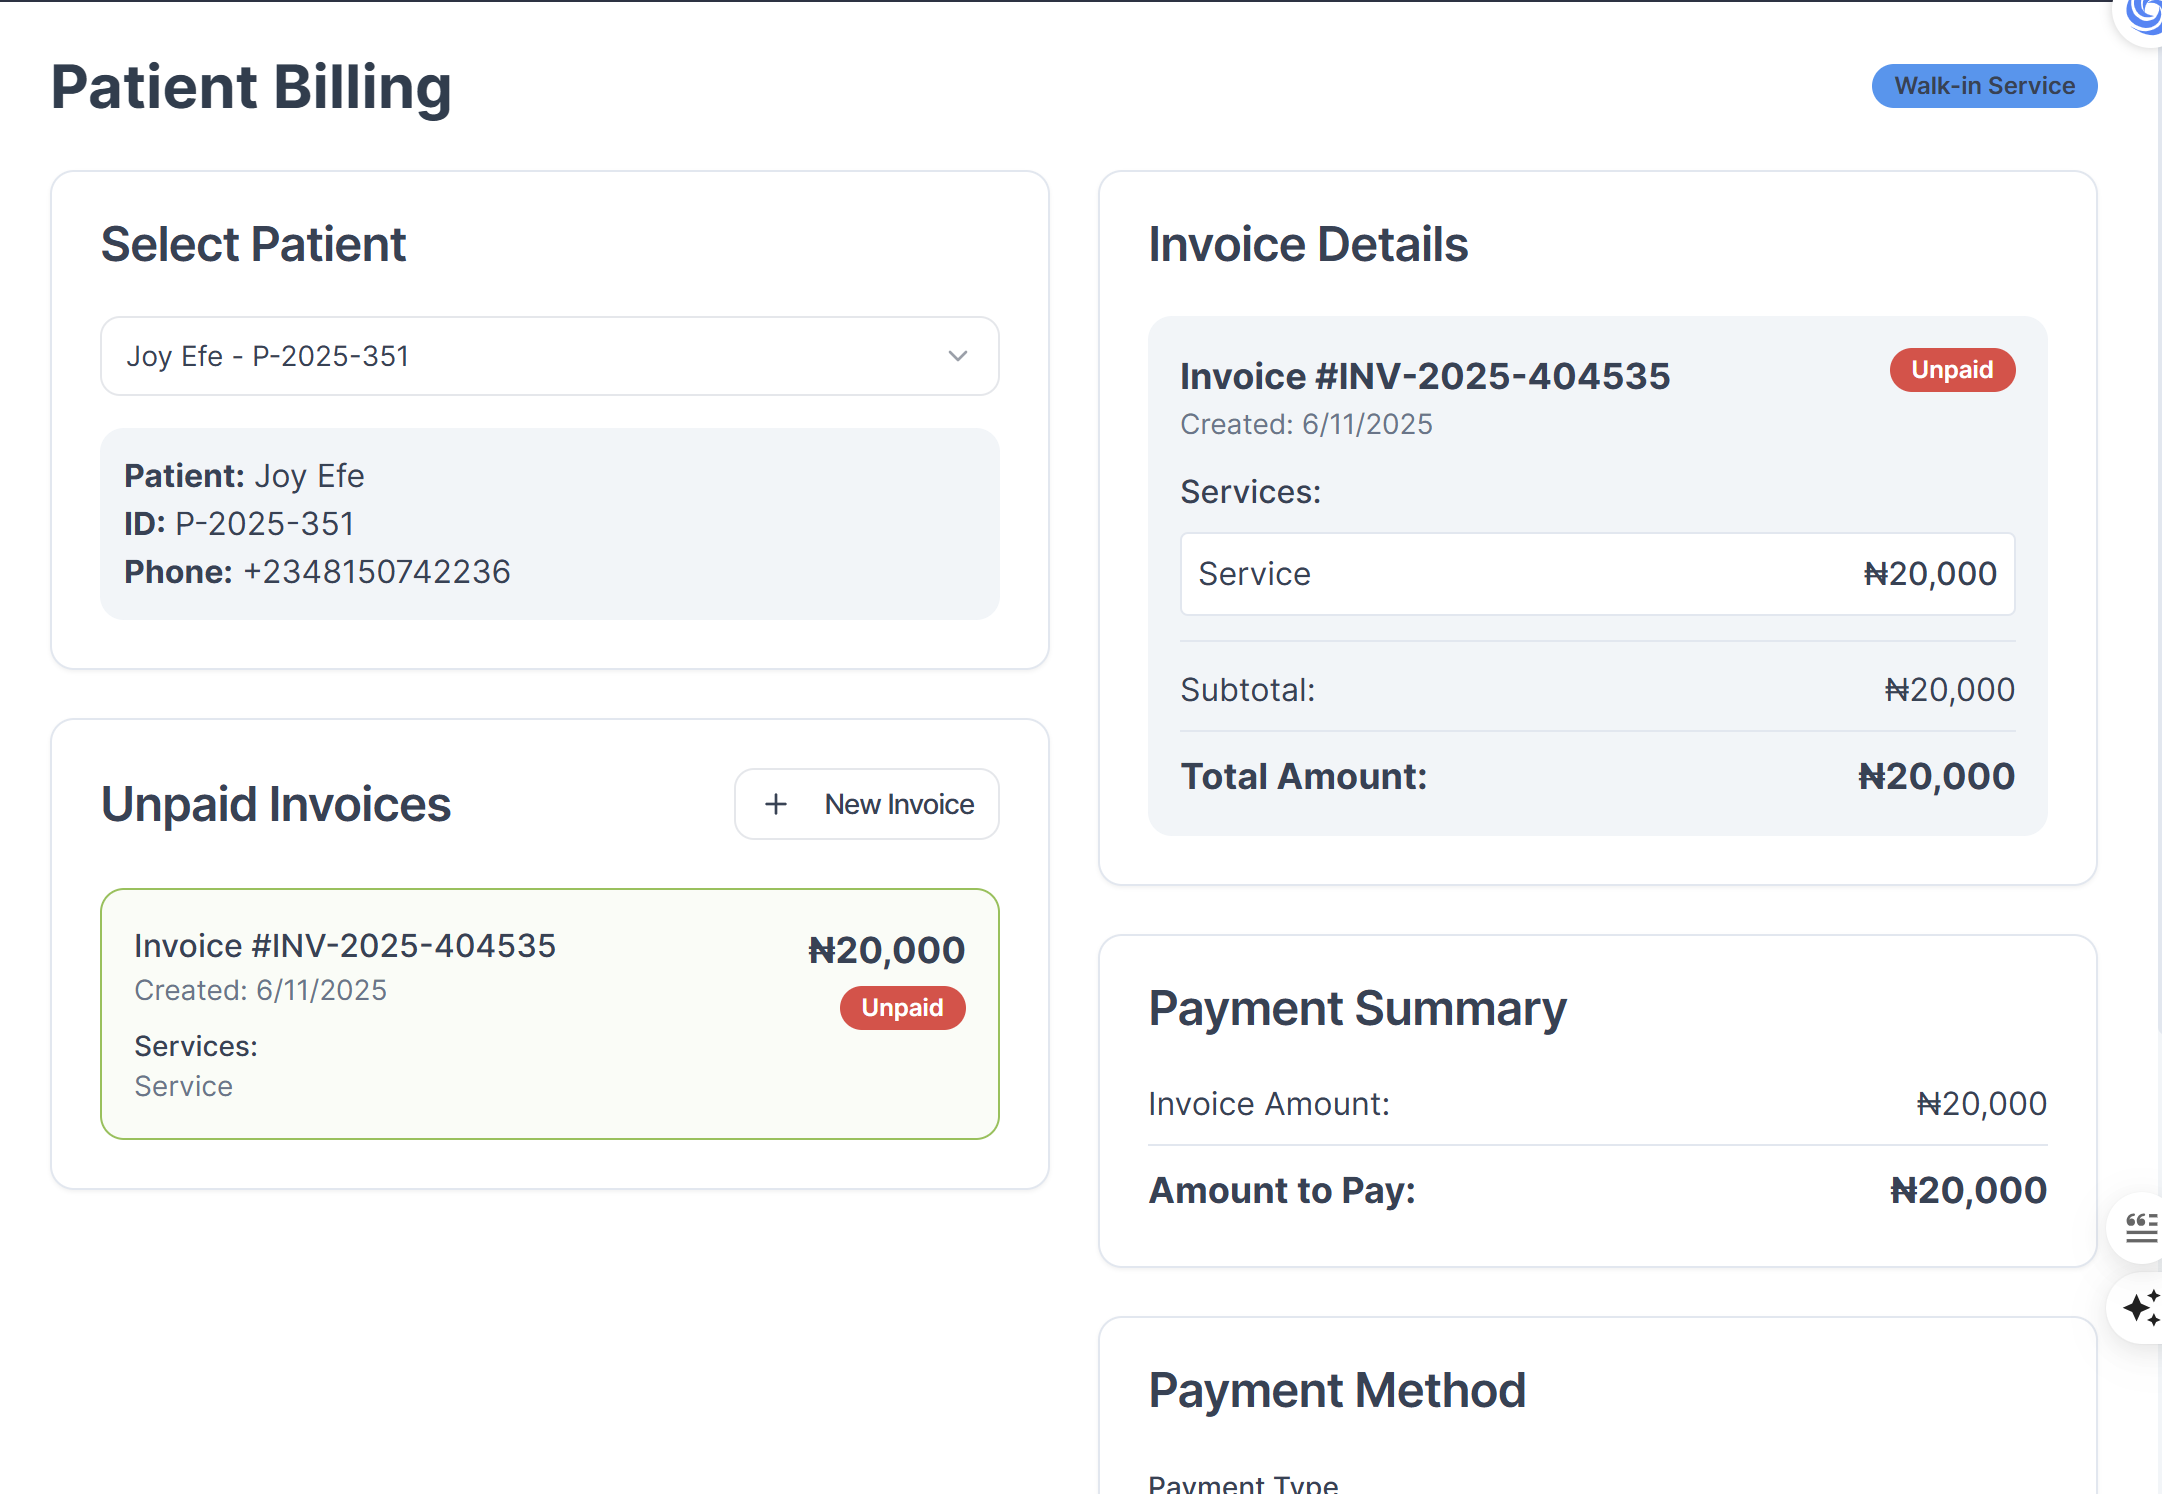 Patient Billing
Walk-in Service
Select Patient
Joy Efe - P-2025-351
Patient: Joy Efe
ID: P-2025-351
Phone: +2348150742236
Unpaid Invoices
New Invoice
Invoice #INV-2025-404535
₦20,000
Created: 6/11/2025
Unpaid
Services:
Service
Invoice Details
Invoice #INV-2025-404535
Unpaid
Created: 6/11/2025
Services:
Service ₦20,000
Subtotal: ₦20,000
Total Amount: ₦20,000
Payment Summary
Invoice Amount: ₦20,000
Amount to Pay: ₦20,000
Payment Method
Payment Type